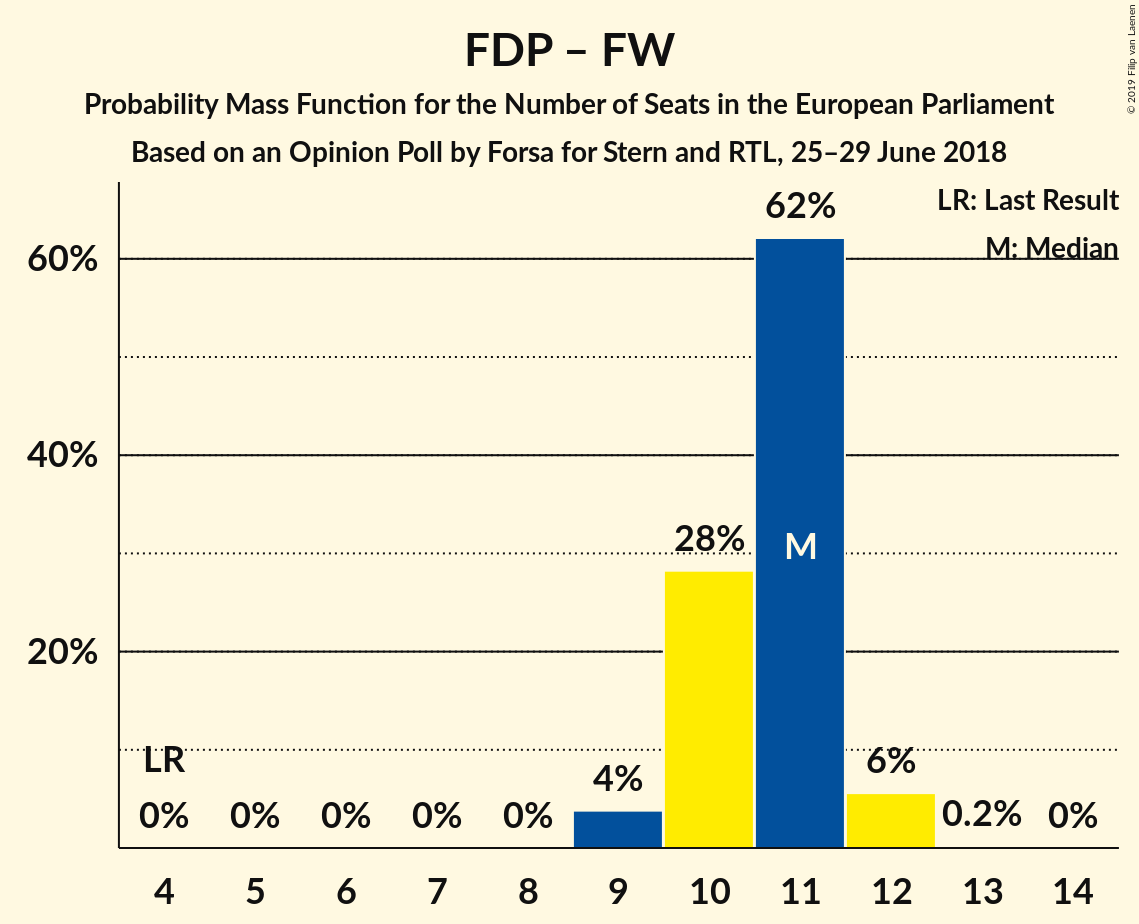 FDP – FW
Probability Mass Function for the Number of Seats in the European Parliament
Based on an Opinion Poll by Forsa for Stern and RTL, 25–29 June 2018
© 2019 Filip van Laenen
LR: Last Result
M: Median
60%
40%
20%
LR
0%
0%
0%
0%
0%
4%
28%
62%
M
6%
0.2%
0%
4 5 6 7 8 9 10 11 12 13 14